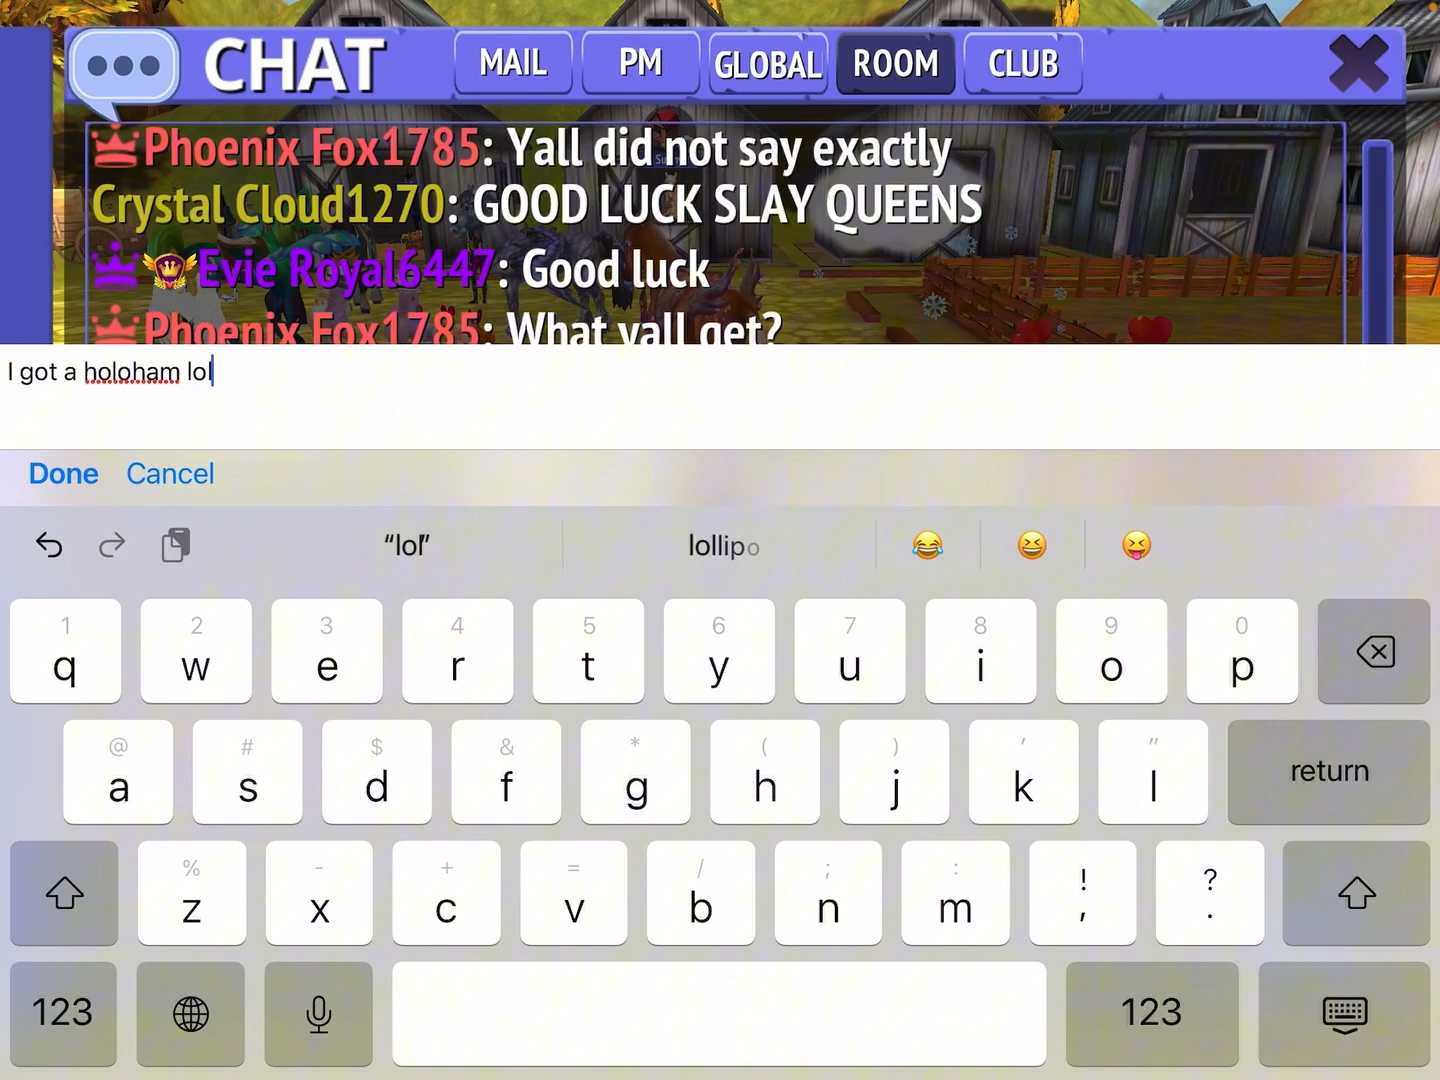 CHAT MAIL PM GLOBAL ROOM CLUB
Phoenix Fox1785: Yall did not say exactly
Crystal Cloud1270: GOOD LUCK SLAY QUEENS
Evie Royal6447: Good luck
Phoenix Fox1785: What yall get?
I got a holoham lol
Done Cancel
“lol” lollipo
1 2 3 4 5 6 7 8 9 0
q w e r t y u i o p
@ # $ & * ( ) ' "
a s d f g h j k l return
% - + = / ; : ! ?
z x c v b n m , .
123 123